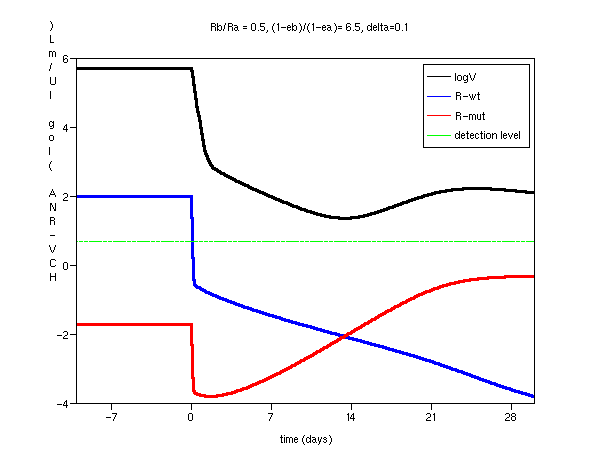 Rb/Ra = 0.5, (1-eb)/(1-ea)= 6.5, delta=0.1
HCV-RNA (log IU/mL)
6
4
2
0
-2
-4
-7
0
7
14
21
28
time (days)
logV
R-wt
R-mut
detection level